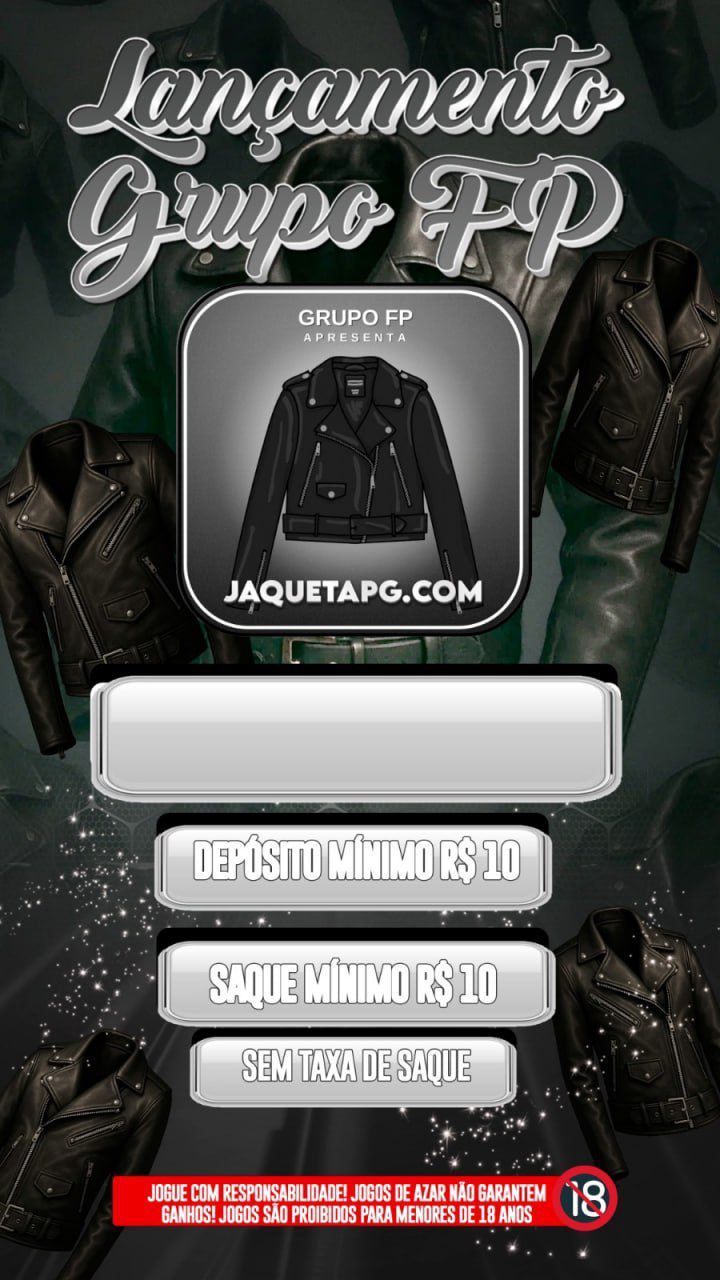 Lançamento
Grupo FP
GRUPO FP
APRESENTA
JAQUETAPG.COM
DEPÓSITO MÍNIMO R$ 10
SAQUE MÍNIMO R$ 10
SEM TAXA DE SAQUE
JOGUE COM RESPONSABILIDADE! JOGOS DE AZAR NÃO GARANTEM
GANHOS! JOGOS SÃO PROIBIDOS PARA MENORES DE 18 ANOS
18